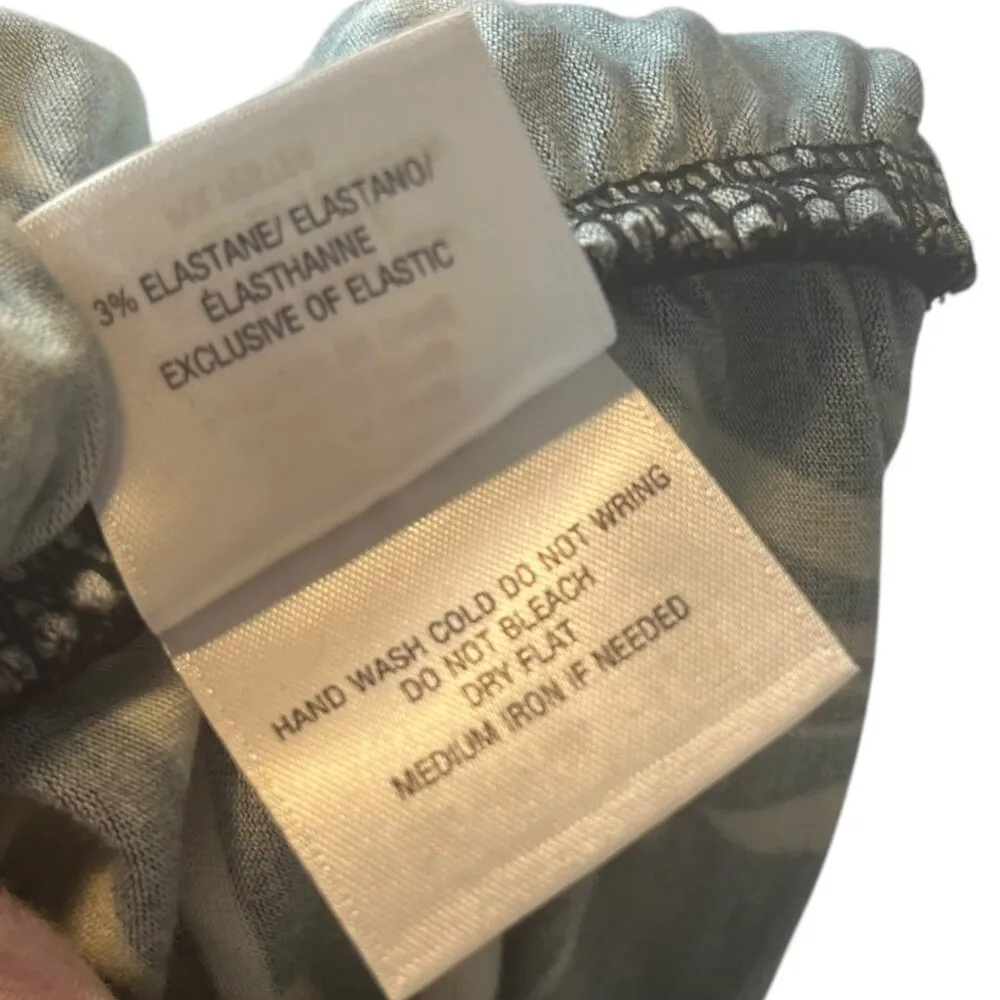 3% ELASTANE/ ELASTANO/
ÉLASTHANNE
EXCLUSIVE OF ELASTIC
HAND WASH COLD DO NOT WRING
DO NOT BLEACH
DRY FLAT
MEDIUM IRON IF NEEDED